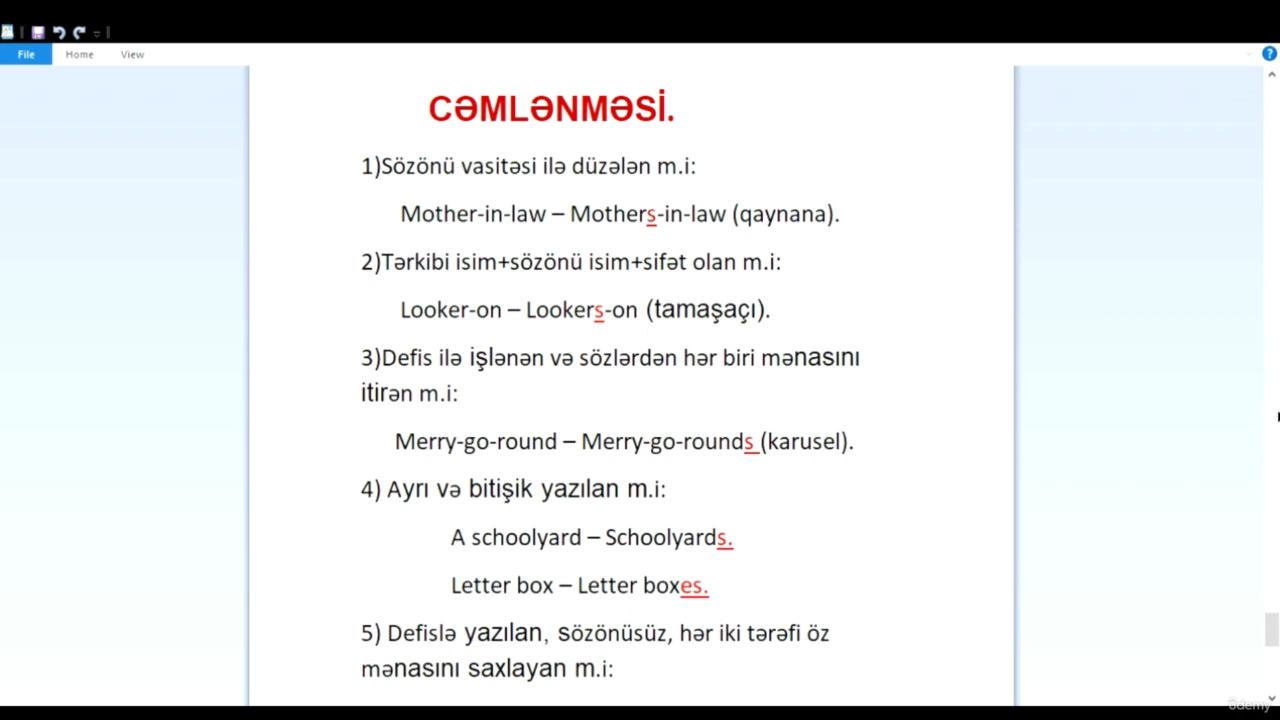 File Home View
CƏMLƏNMƏSİ.
1)Sözönü vasitəsi ilə düzələn m.i:
Mother-in-law – Mothers-in-law (qaynana).
2)Tərkibi isim+sözönü isim+sifət olan m.i:
Looker-on – Lookers-on (tamaşaçı).
3)Defis ilə işlənən və sözlərdən hər biri mənasını
itirən m.i:
Merry-go-round – Merry-go-rounds (karusel).
4) Ayrı və bitişik yazılan m.i:
A schoolyard – Schoolyards.
Letter box – Letter boxes.
5) Defislə yazılan, sözönüsüz, hər iki tərəfi öz
mənasını saxlayan m.i:
ûdemy